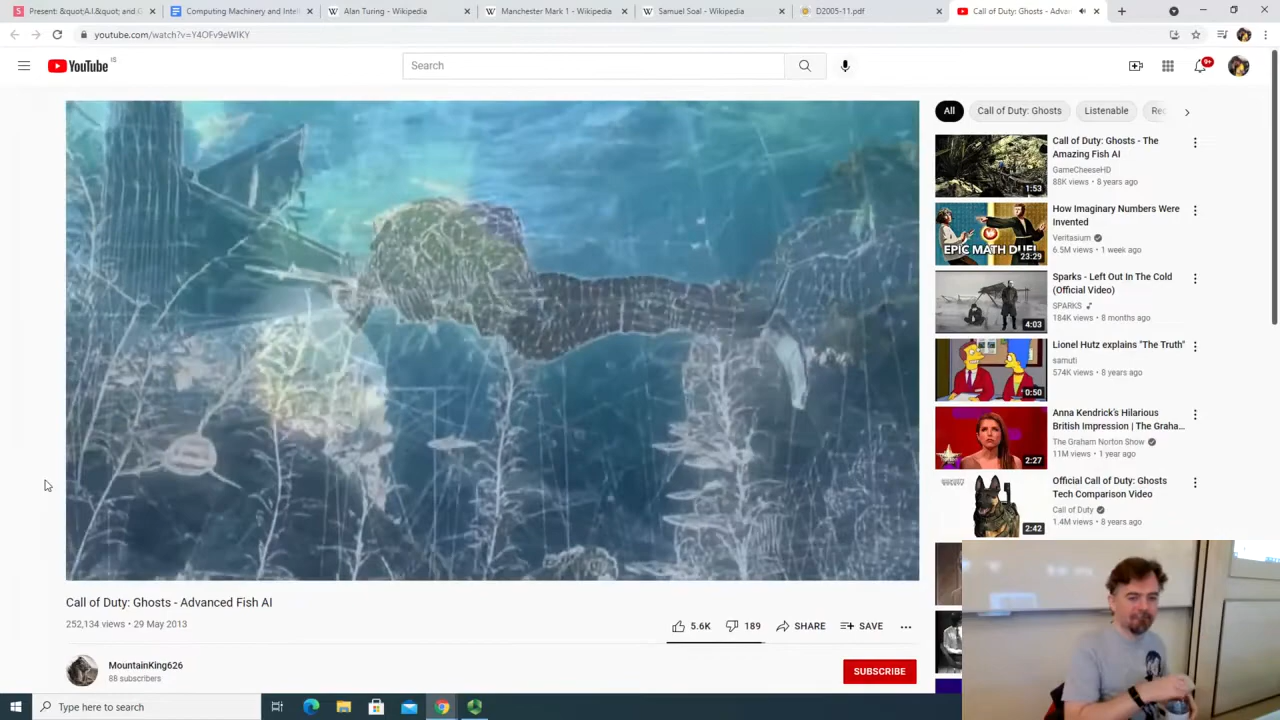 Present: &quot;A.I.&quot; and G
Computing Machinery and Intell
Alan Turing - Wikipedia
Manchester Mark 1 - Wikipedia
Samuel Soal - Wikipedia
D2005-11.pdf
Call of Duty: Ghosts - Advan
youtube.com/watch?v=Y4OFv9eWIKY
YouTube IS
Search
9+
All
Call of Duty: Ghosts
Listenable
Rec
Call of Duty: Ghosts - The
Amazing Fish AI
GameCheeseHD
88K views • 8 years ago
1:53
How Imaginary Numbers Were
Invented
Veritasium
6.5M views • 1 week ago
EPIC MATH DUEL
23:29
Sparks - Left Out In The Cold
(Official Video)
SPARKS
184K views • 8 months ago
4:03
Lionel Hutz explains "The Truth"
samuti
574K views • 8 years ago
0:50
Anna Kendrick's Hilarious
British Impression | The Graha...
The Graham Norton Show
11M views • 1 year ago
2:27
Official Call of Duty: Ghosts
Tech Comparison Video
Call of Duty
1.4M views • 8 years ago
2:42
Call of Duty: Ghosts - Advanced Fish AI
252,134 views • 29 May 2013
5.6K
189
SHARE
SAVE
MountainKing626
88 subscribers
SUBSCRIBE
Type here to search